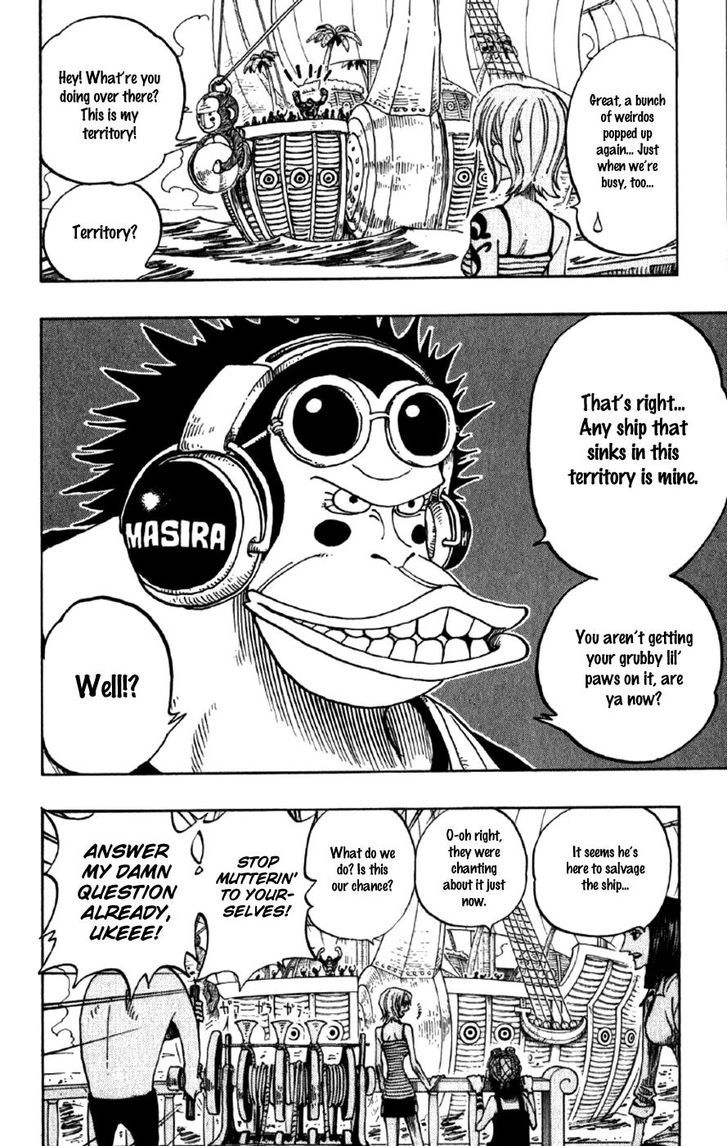 Great, a bunch
of weirdos
popped up
again... Just
when we're
busy, too...
Hey! What're you
doing over there?
This is my
territory!
Territory?
That's right...
Any ship that
sinks in this
territory is mine.
MASIRA
You aren't getting
your grubby lil'
paws on it, are
ya now?
Well!?
It seems he's
here to salvage
the ship...
O-oh right,
they were
chanting
about it just
now.
What do we
do? Is this
our chance?
STOP
MUTTERIN'
TO YOUR-
SELVES!
ANSWER
MY DAMN
QUESTION
ALREADY,
UKEEE!